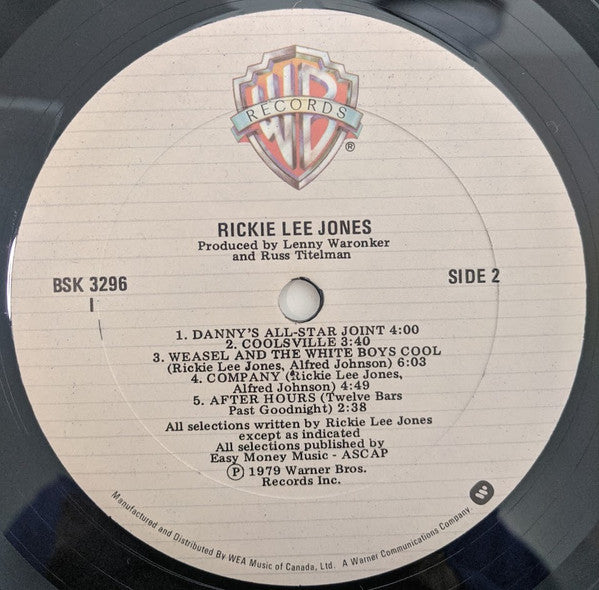 WB
RECORDS
®
RICKIE LEE JONES
Produced by Lenny Waronker
and Russ Titelman
BSK 3296
SIDE 2
1. DANNY'S ALL-STAR JOINT 4:00
2. COOLSVILLE 3:40
3. WEASEL AND THE WHITE BOYS COOL
(Rickie Lee Jones, Alfred Johnson) 6:03
4. COMPANY (Rickie Lee Jones,
Alfred Johnson) 4:49
5. AFTER HOURS (Twelve Bars
Past Goodnight) 2:38
All selections written by Rickie Lee Jones
except as indicated
All selections published by
Easy Money Music - ASCAP
℗ 1979 Warner Bros.
Records Inc.
Manufactured and Distributed By WEA Music of Canada, Ltd. A Warner Communications Company.